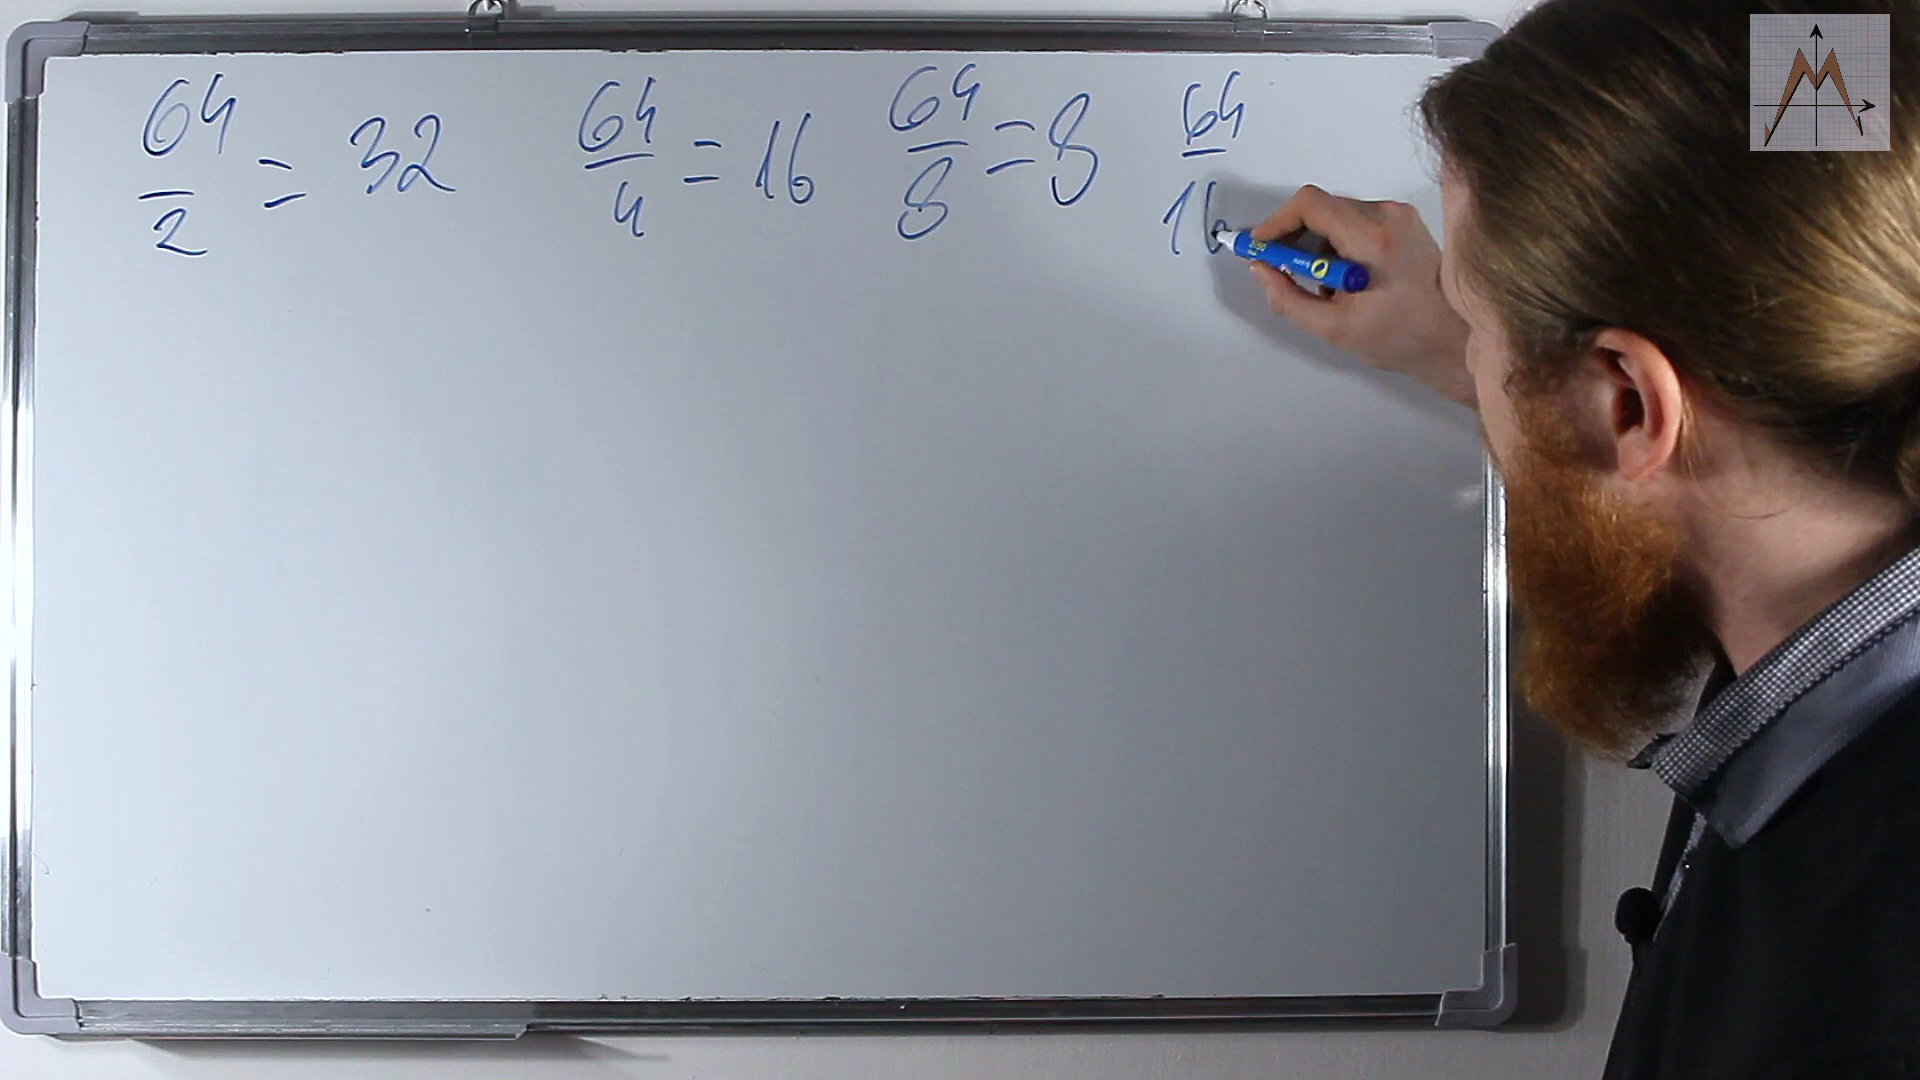 64/2 = 32 64/4 = 16 64/8 = 8 64/16